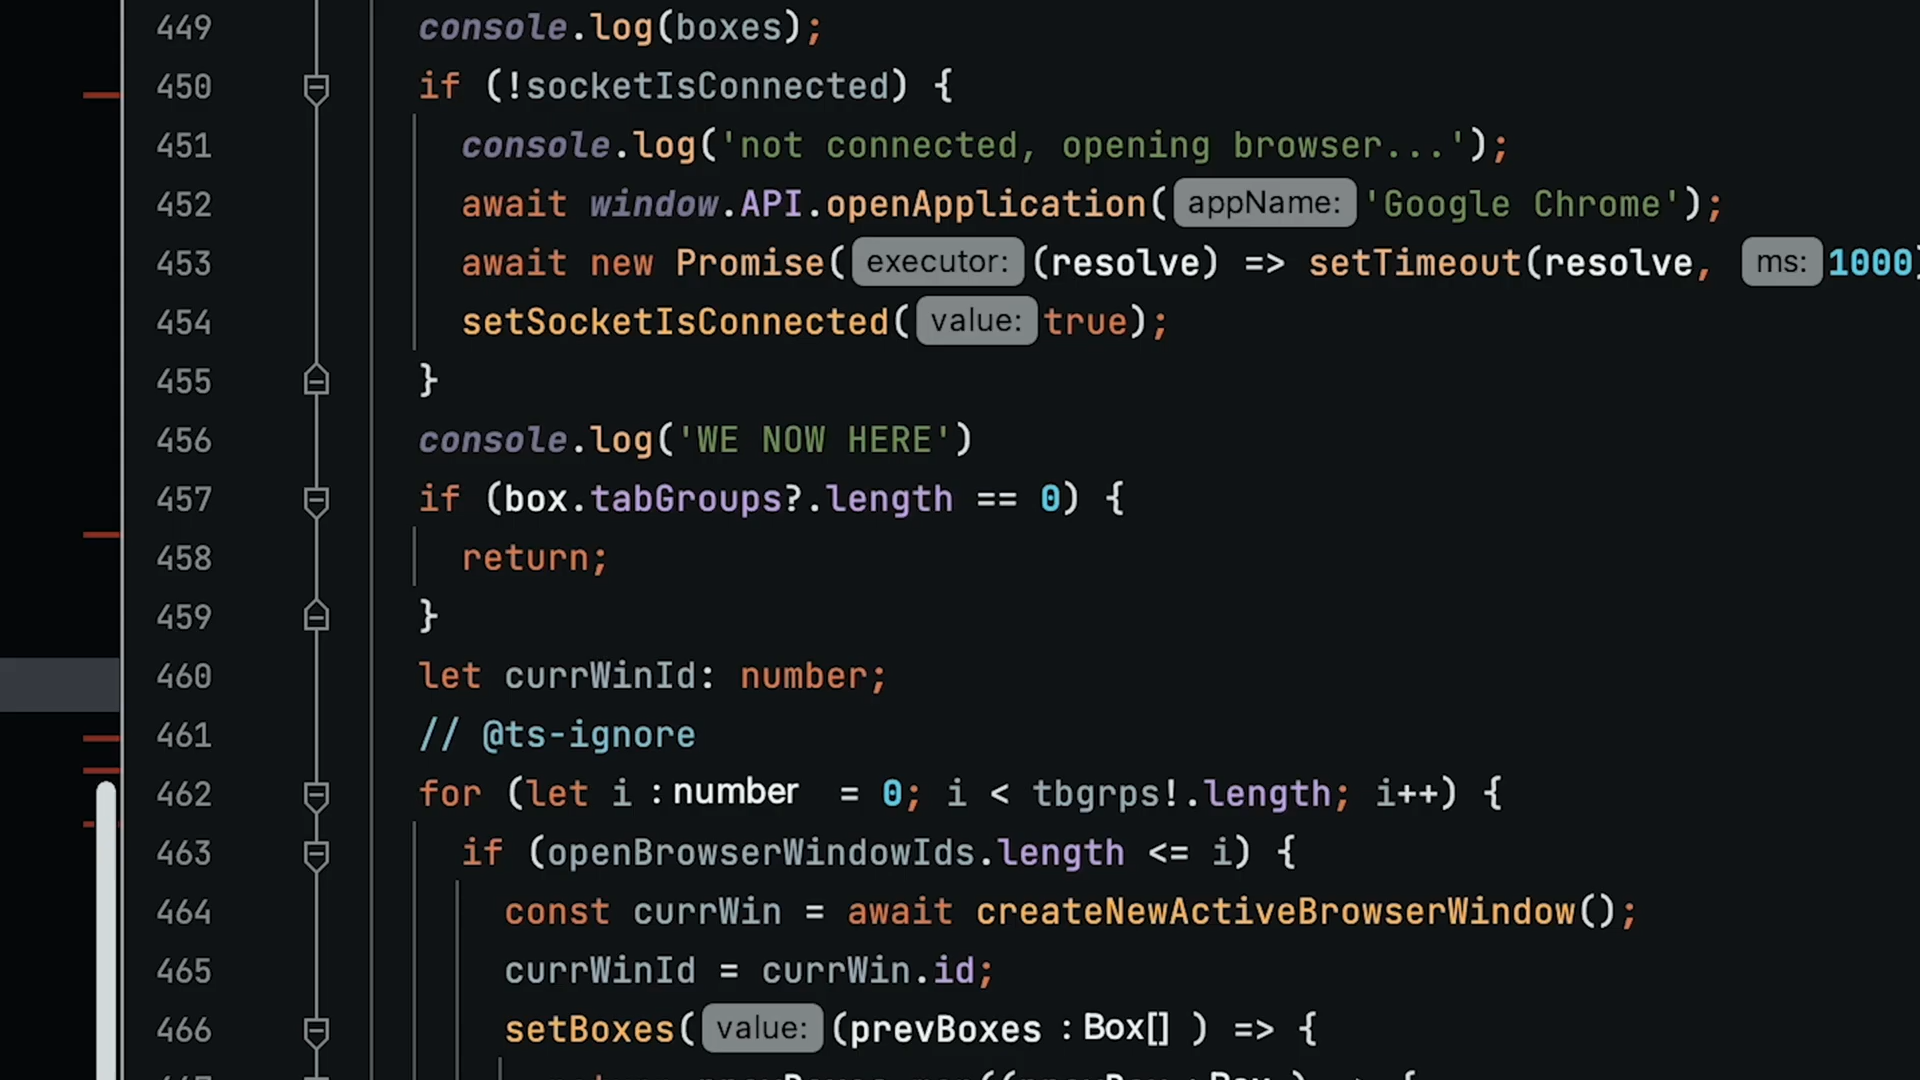 449 console.log(boxes);
450 if (!socketIsConnected) {
451 console.log('not connected, opening browser...');
452 await window.API.openApplication( appName: 'Google Chrome');
453 await new Promise( executor: (resolve) => setTimeout(resolve, ms: 1000)
454 setSocketIsConnected( value: true);
455 }
456 console.log('WE NOW HERE')
457 if (box.tabGroups?.length == 0) {
458 return;
459 }
460 let currWinId: number;
461 // @ts-ignore
462 for (let i : number = 0; i < tbgrps!.length; i++) {
463 if (openBrowserWindowIds.length <= i) {
464 const currWin = await createNewActiveBrowserWindow();
465 currWinId = currWin.id;
466 setBoxes( value: (prevBoxes : Box[] ) => {